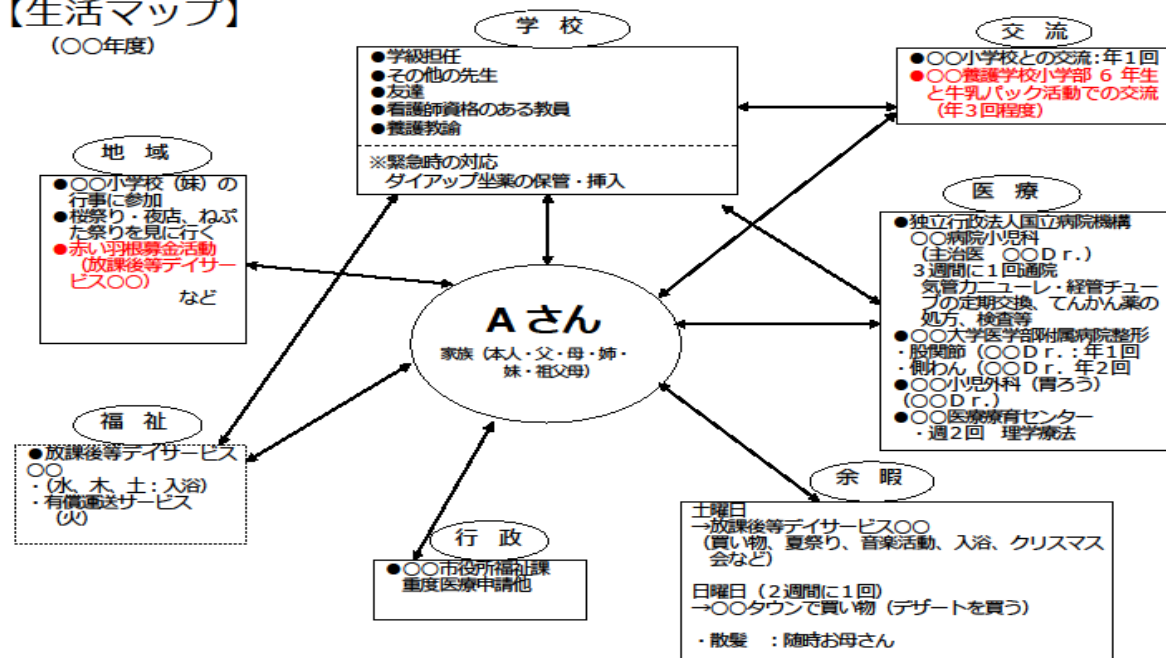 【生活マップ】
(○○年度)
学 校
●学級担任
●その他の先生
●友達
●看護師資格のある教員
●養護教諭
※緊急時の対応
ダイアップ坐薬の保管・挿入
交 流
●○○小学校との交流:年1回
●○○養護学校小学部 6 年生
と牛乳パック活動での交流
(年3回程度)
地 域
●○○小学校(妹)の
行事に参加
●桜祭り・夜店、ねぷ
た祭りを見に行く
●赤い羽根募金活動
(放課後等デイサー
ビス○○)
など
医 療
●独立行政法人国立病院機構
○○病院小児科
(主治医 ○○Dr.)
3週間に1回通院
気管カニューレ・経管チュー
ブの定期交換、てんかん薬の
処方、検査等
●○○大学医学部附属病院整形
・股関節(○○Dr.:年1回
・側わん(○○Dr. 年2回
●○○小児外科(胃ろう)
(○○Dr.)
●○○医療療育センター
・週2回 理学療法
Aさん
家族(本人・父・母・姉・
妹・祖父母)
福 祉
●放課後等デイサービス
○○
・(水、木、土:入浴)
・有償運送サービス
(火)
行 政
●○○市役所福祉課
重度医療申請他
余 暇
土曜日
→放課後等デイサービス○○
(買い物、夏祭り、音楽活動、入浴、クリスマス
会など)
日曜日(2週間に1回)
→○○タウンで買い物(デザートを買う)
・散髪 :随時お母さん